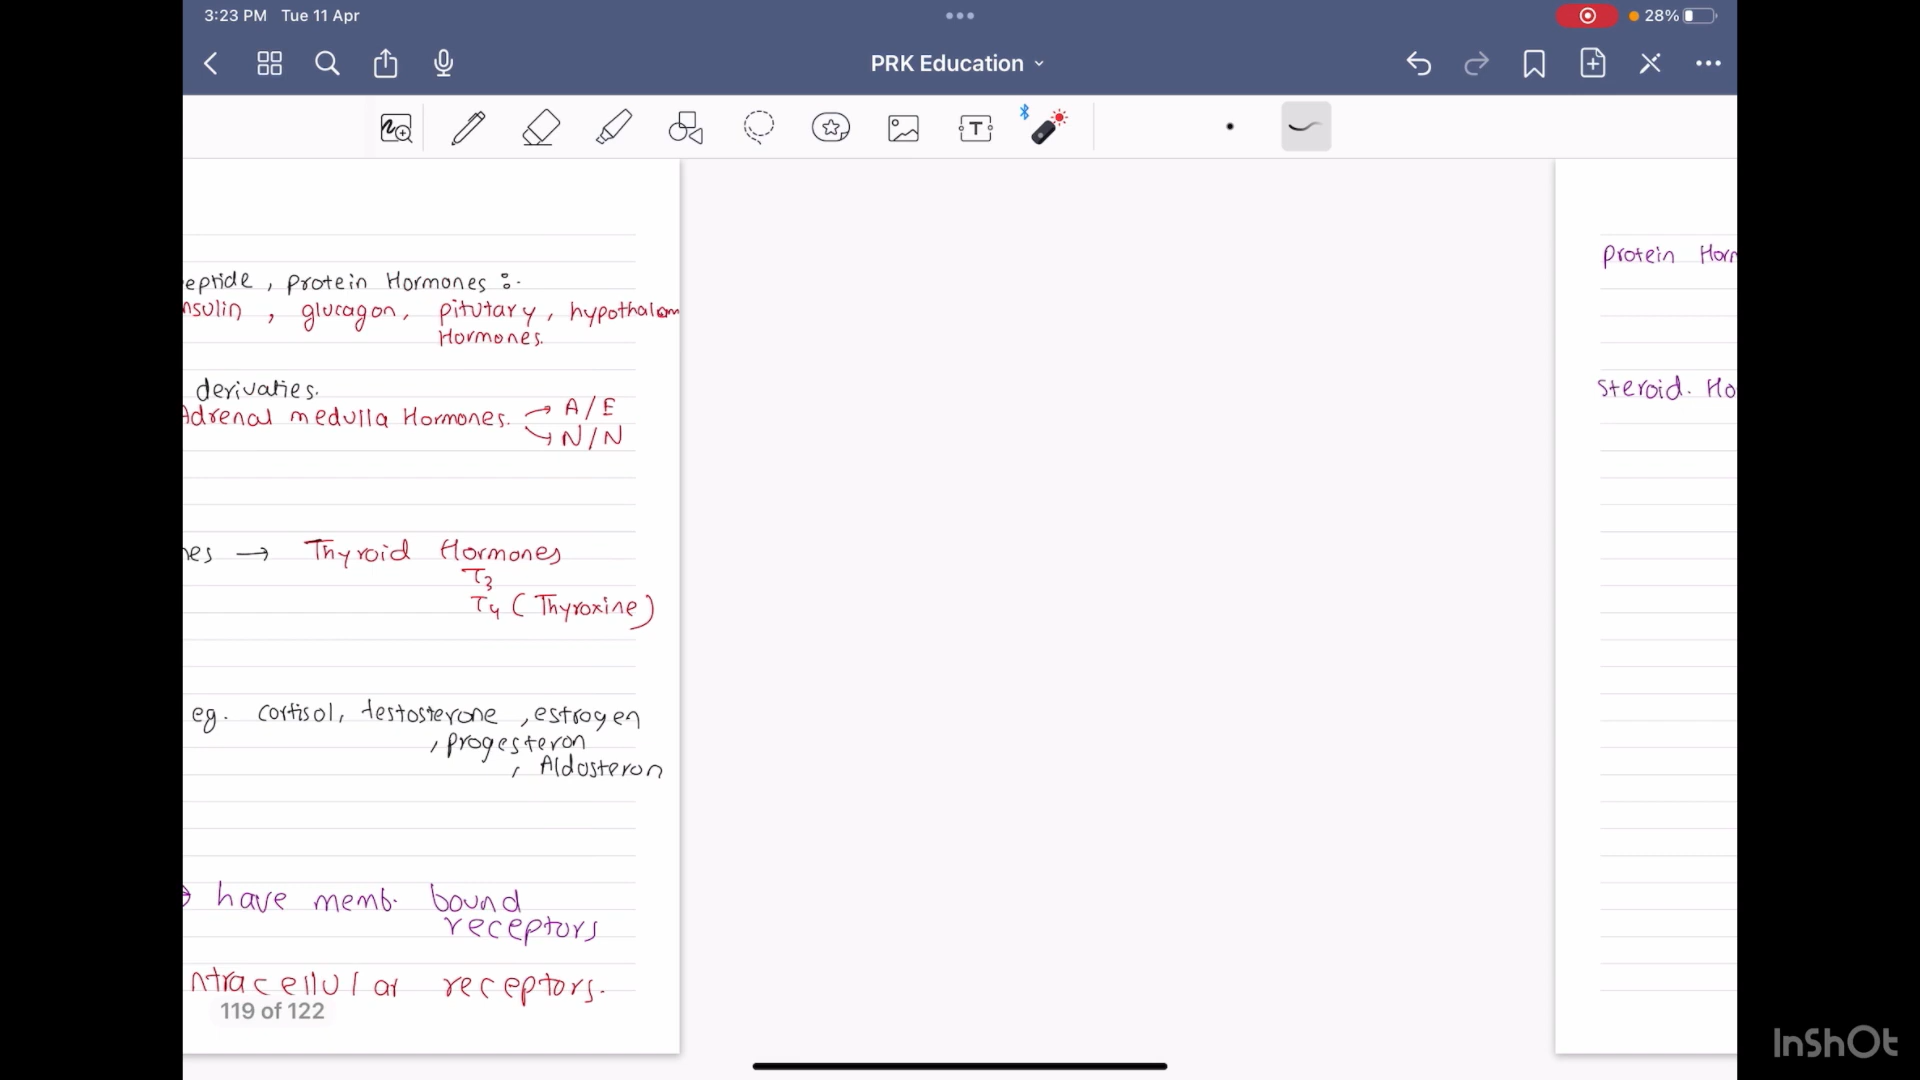 3:23 PM Tue 11 Apr
28%
PRK Education
T
eptide , protein Hormones :-
nsulin , glucagon, pitutary, hypothalam
Hormones.
derivaties.
Adrenal medulla Hormones. → A/E
→ N/N
nes → Thyroid Hormones
T3
T4 (Thyroxine)
eg. cortisol, testosterone , estrogen
, progesteron
, Aldosteron
→ have memb. bound
receptors
ntracellular receptors.
119 of 122
protein Horm
Steroid. Ho
InShOt